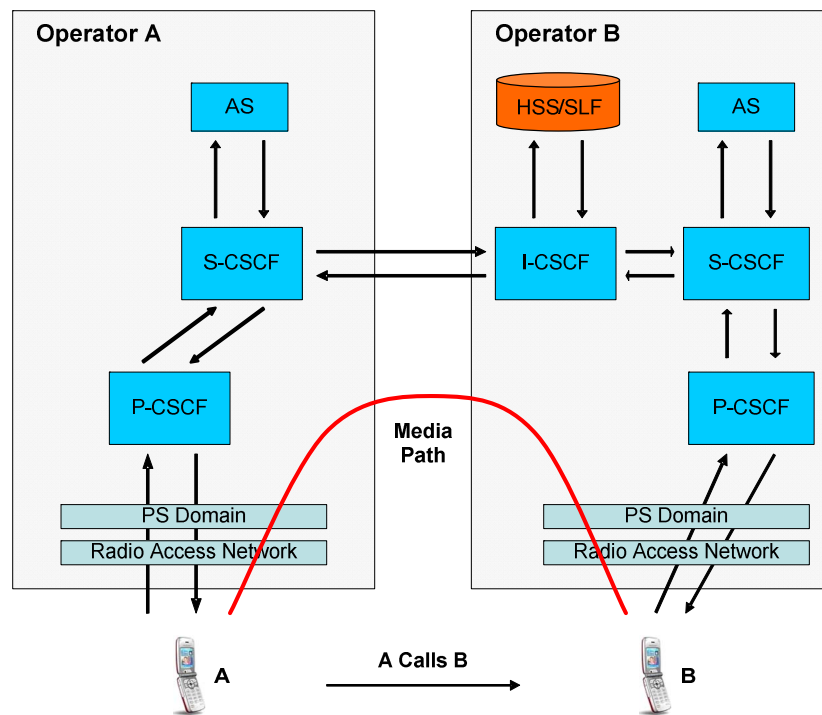 Operator A
Operator B
AS
HSS/SLF
AS
S-CSCF
I-CSCF
S-CSCF
P-CSCF
P-CSCF
Media
Path
PS Domain
PS Domain
Radio Access Network
Radio Access Network
A
A Calls B
B